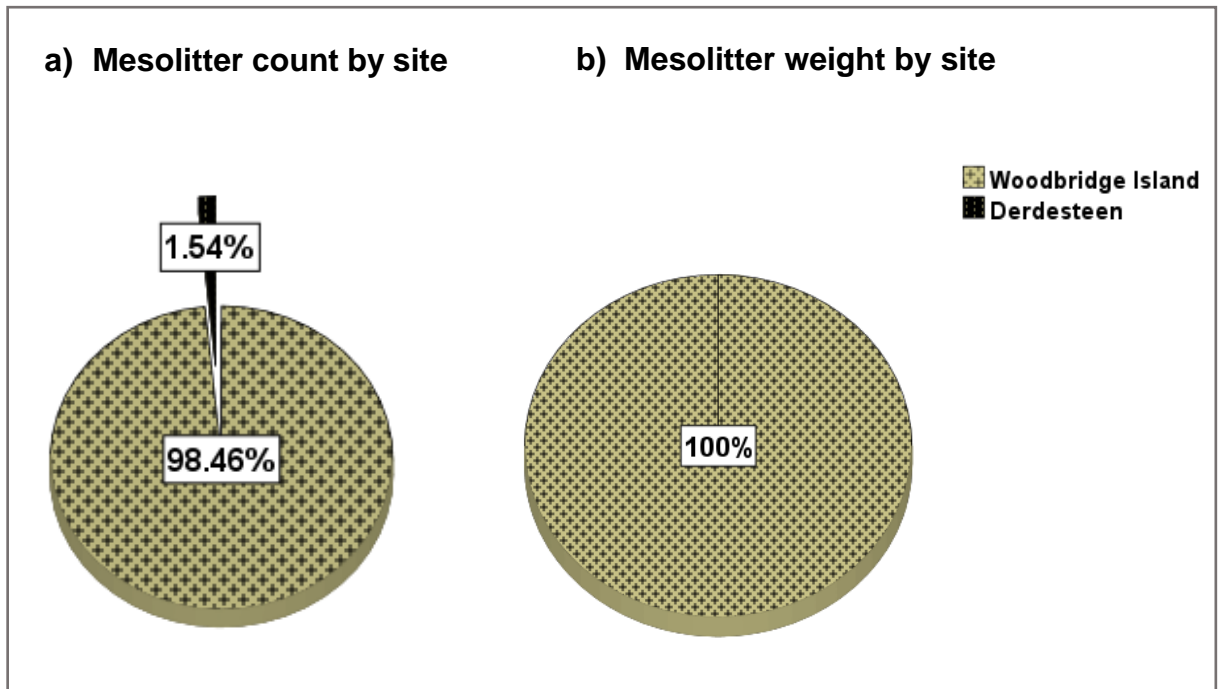 a) Mesolitter count by site
b) Mesolitter weight by site
Woodbridge Island
Derdesteen
1.54%
98.46%
100%